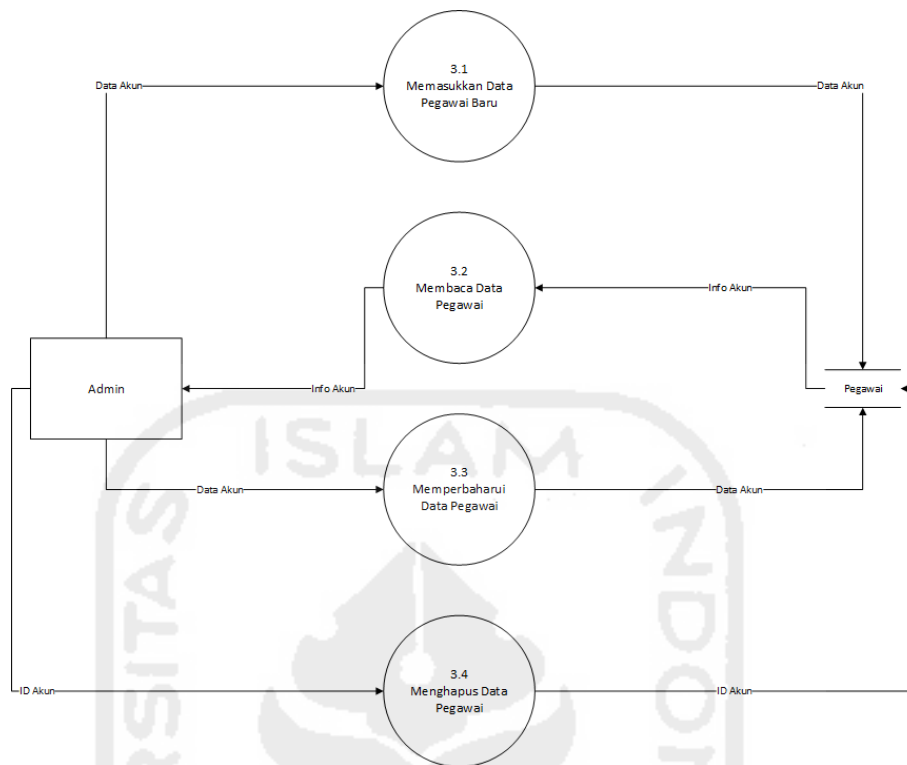 3.1
Memasukkan Data
Pegawai Baru
Data Akun
Data Akun
3.2
Membaca Data
Pegawai
Info Akun
Admin
Info Akun
Pegawai
ISLAM
3.3
Memperbaharui
Data Pegawai
Data Akun
Data Akun
3.4
Menghapus Data
Pegawai
ID Akun
ID Akun